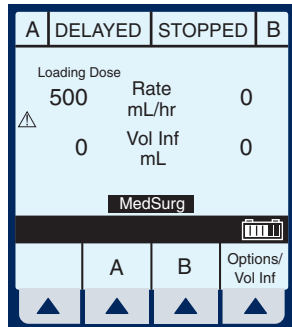 A DELAYED STOPPED B
Loading Dose
500 Rate mL/hr 0
0 Vol Inf mL 0
MedSurg
A B Options/ Vol Inf